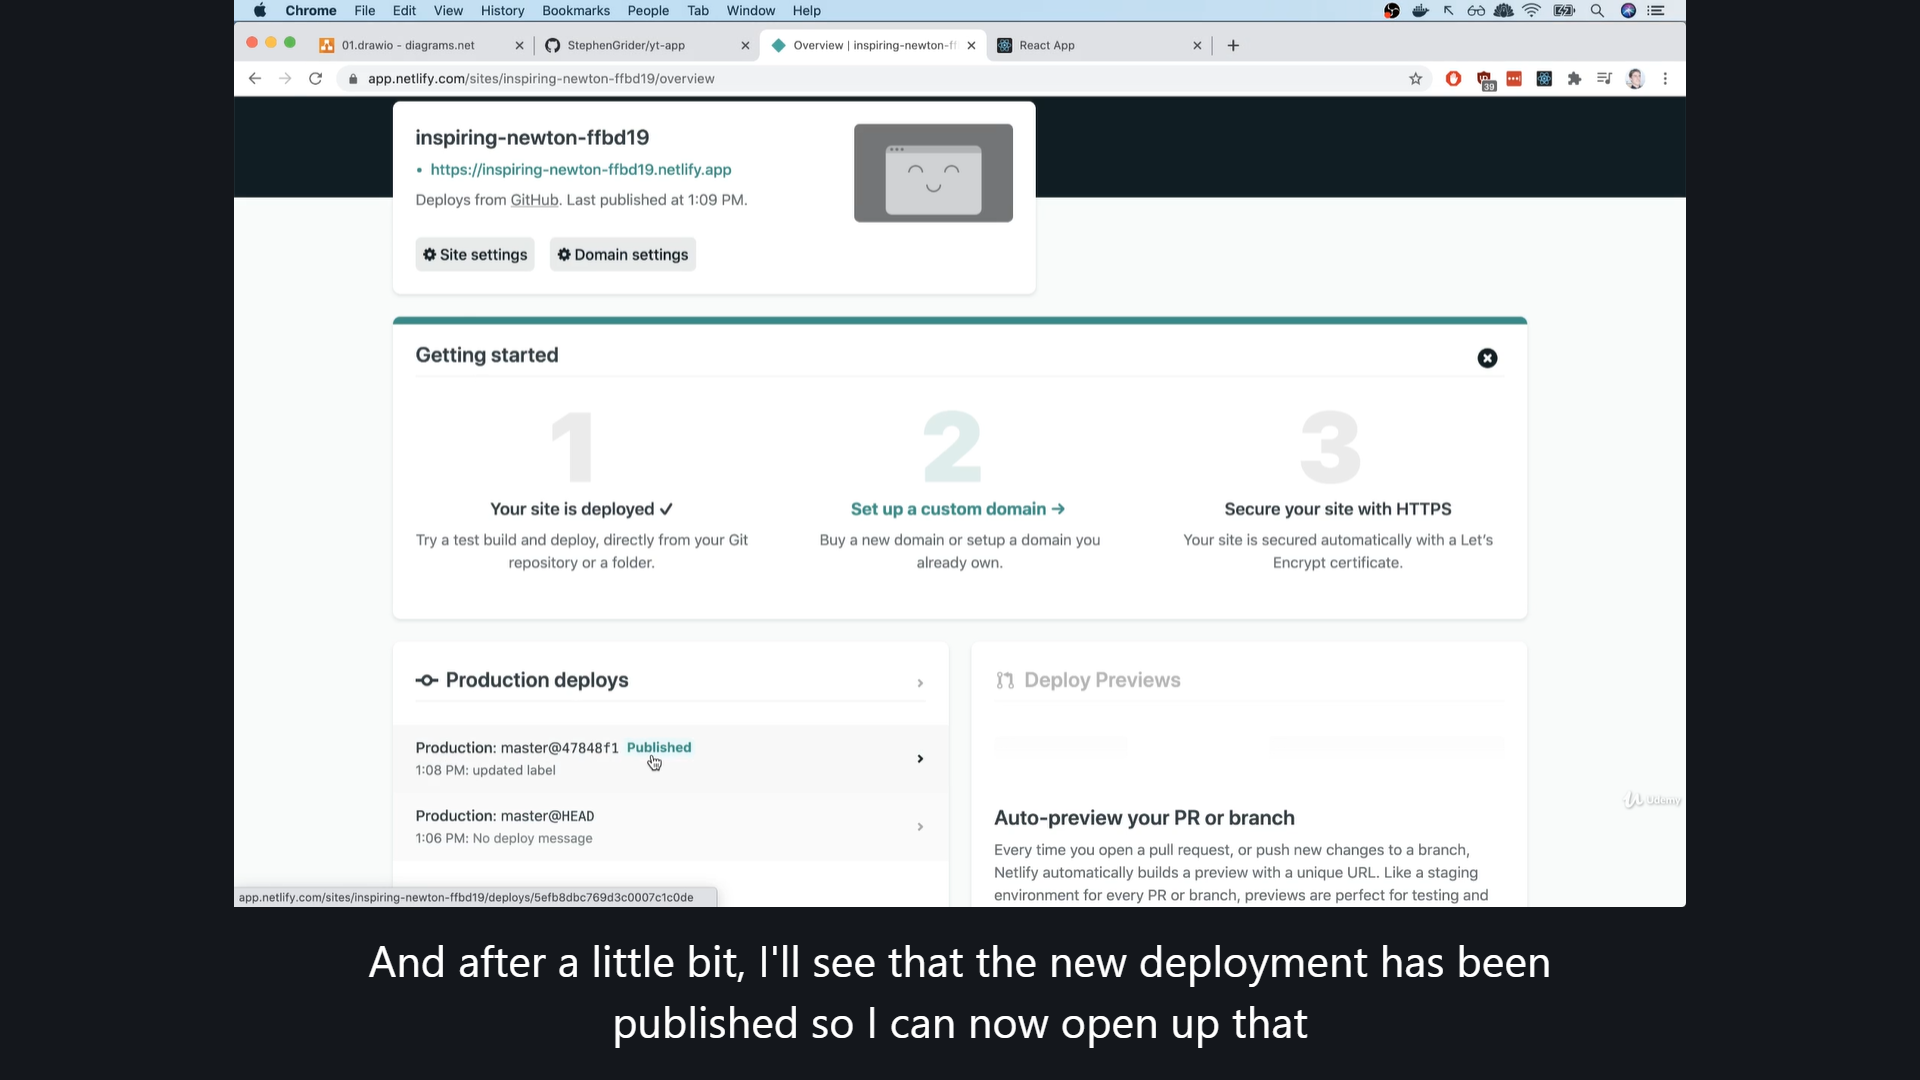 Chrome File Edit View History Bookmarks People Tab Window Help
01.drawio - diagrams.net
StephenGrider/yt-app
Overview | inspiring-newton-ff
React App
app.netlify.com/sites/inspiring-newton-ffbd19/overview
39
inspiring-newton-ffbd19
https://inspiring-newton-ffbd19.netlify.app
Deploys from GitHub. Last published at 1:09 PM.
Site settings
Domain settings
Getting started
1
Your site is deployed ✓
Try a test build and deploy, directly from your Git
repository or a folder.
2
Set up a custom domain →
Buy a new domain or setup a domain you
already own.
3
Secure your site with HTTPS
Your site is secured automatically with a Let's
Encrypt certificate.
Production deploys
Production: master@47848f1 Published
1:08 PM: updated label
Production: master@HEAD
1:06 PM: No deploy message
Deploy Previews
Auto-preview your PR or branch
Every time you open a pull request, or push new changes to a branch,
Netlify automatically builds a preview with a unique URL. Like a staging
environment for every PR or branch, previews are perfect for testing and
Udemy
app.netlify.com/sites/inspiring-newton-ffbd19/deploys/5efb8dbc769d3c0007c1c0de
And after a little bit, I'll see that the new deployment has been
published so I can now open up that